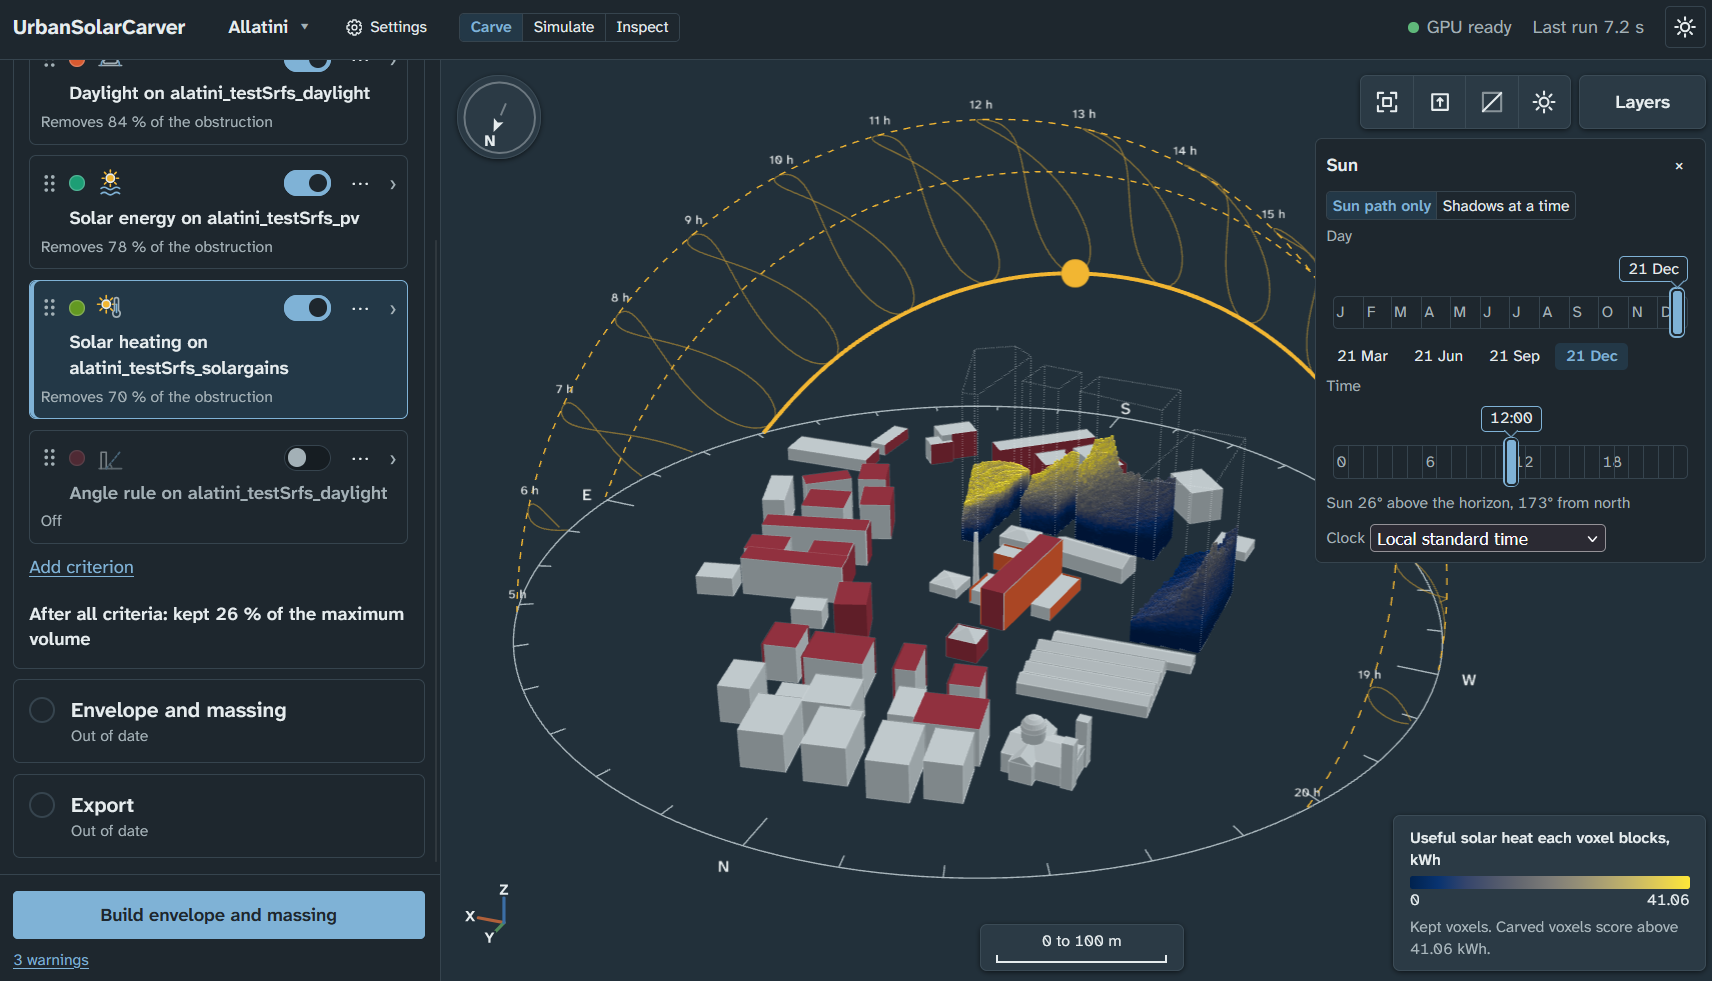 UrbanSolarCarver
Allatini
Settings
Carve
Simulate
Inspect
GPU ready
Last run 7.2 s
Daylight on alatini_testSrfs_daylight
Removes 84 % of the obstruction
Solar energy on alatini_testSrfs_pv
Removes 78 % of the obstruction
Solar heating on
alatini_testSrfs_solargains
Removes 70 % of the obstruction
Angle rule on alatini_testSrfs_daylight
Off
Add criterion
After all criteria: kept 26 % of the maximum
volume
Envelope and massing
Out of date
Export
Out of date
Build envelope and massing
3 warnings
N
5 h
6 h
7 h
8 h
9 h
10 h
11 h
12 h
13 h
14 h
15 h
19 h
20 h
E
S
W
N
Z
X
Y
0 to 100 m
Layers
Sun
×
Sun path only
Shadows at a time
Day
21 Dec
J F M A M J J A S O N D
21 Mar
21 Jun
21 Sep
21 Dec
Time
12:00
0 6 12 18
Sun 26° above the horizon, 173° from north
Clock
Local standard time
Useful solar heat each voxel blocks,
kWh
0
41.06
Kept voxels. Carved voxels score above
41.06 kWh.